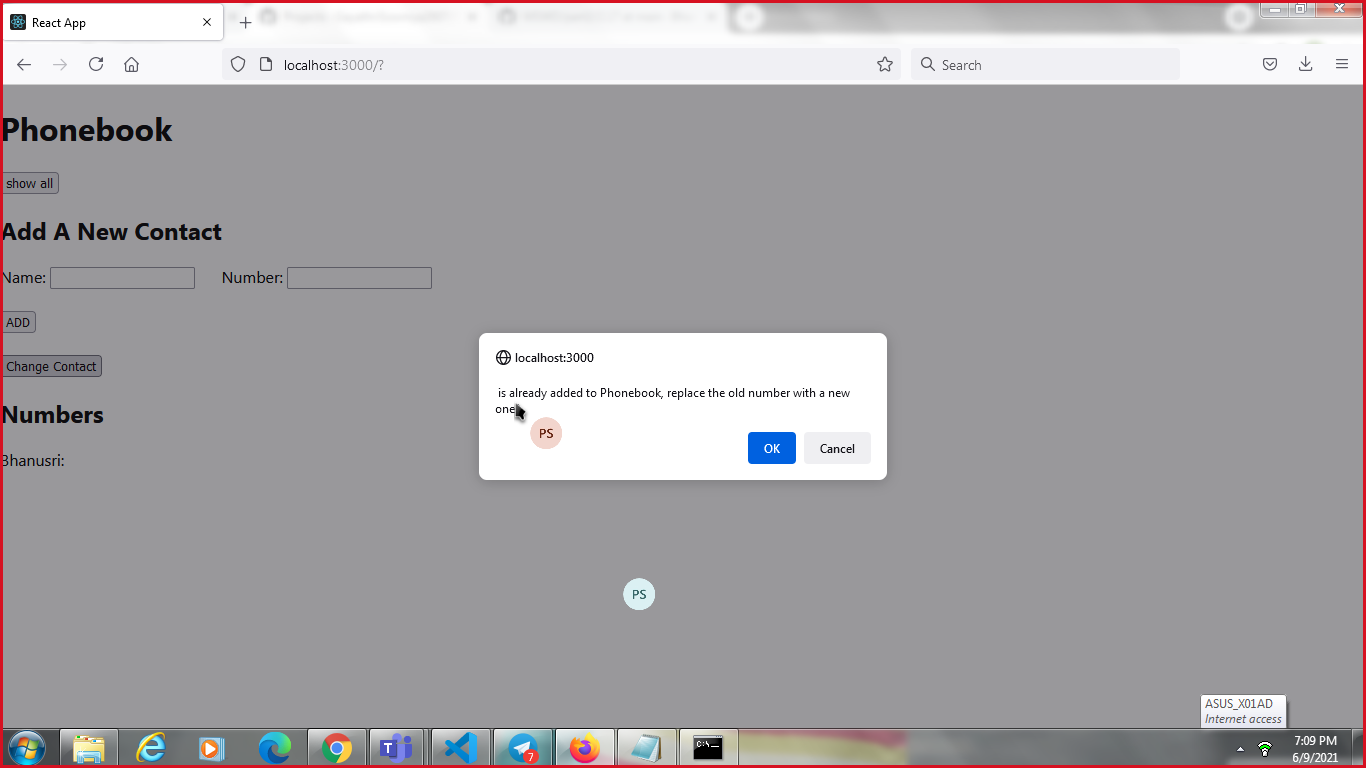 React App
localhost:3000/?
Search
Phonebook
show all
Add A New Contact
Name:
Number:
ADD
Change Contact
Numbers
Bhanusri:
localhost:3000
is already added to Phonebook, replace the old number with a new
one
PS
OK
Cancel
PS
ASUS_X01AD
Internet access
7
C:\.
7:09 PM
6/9/2021